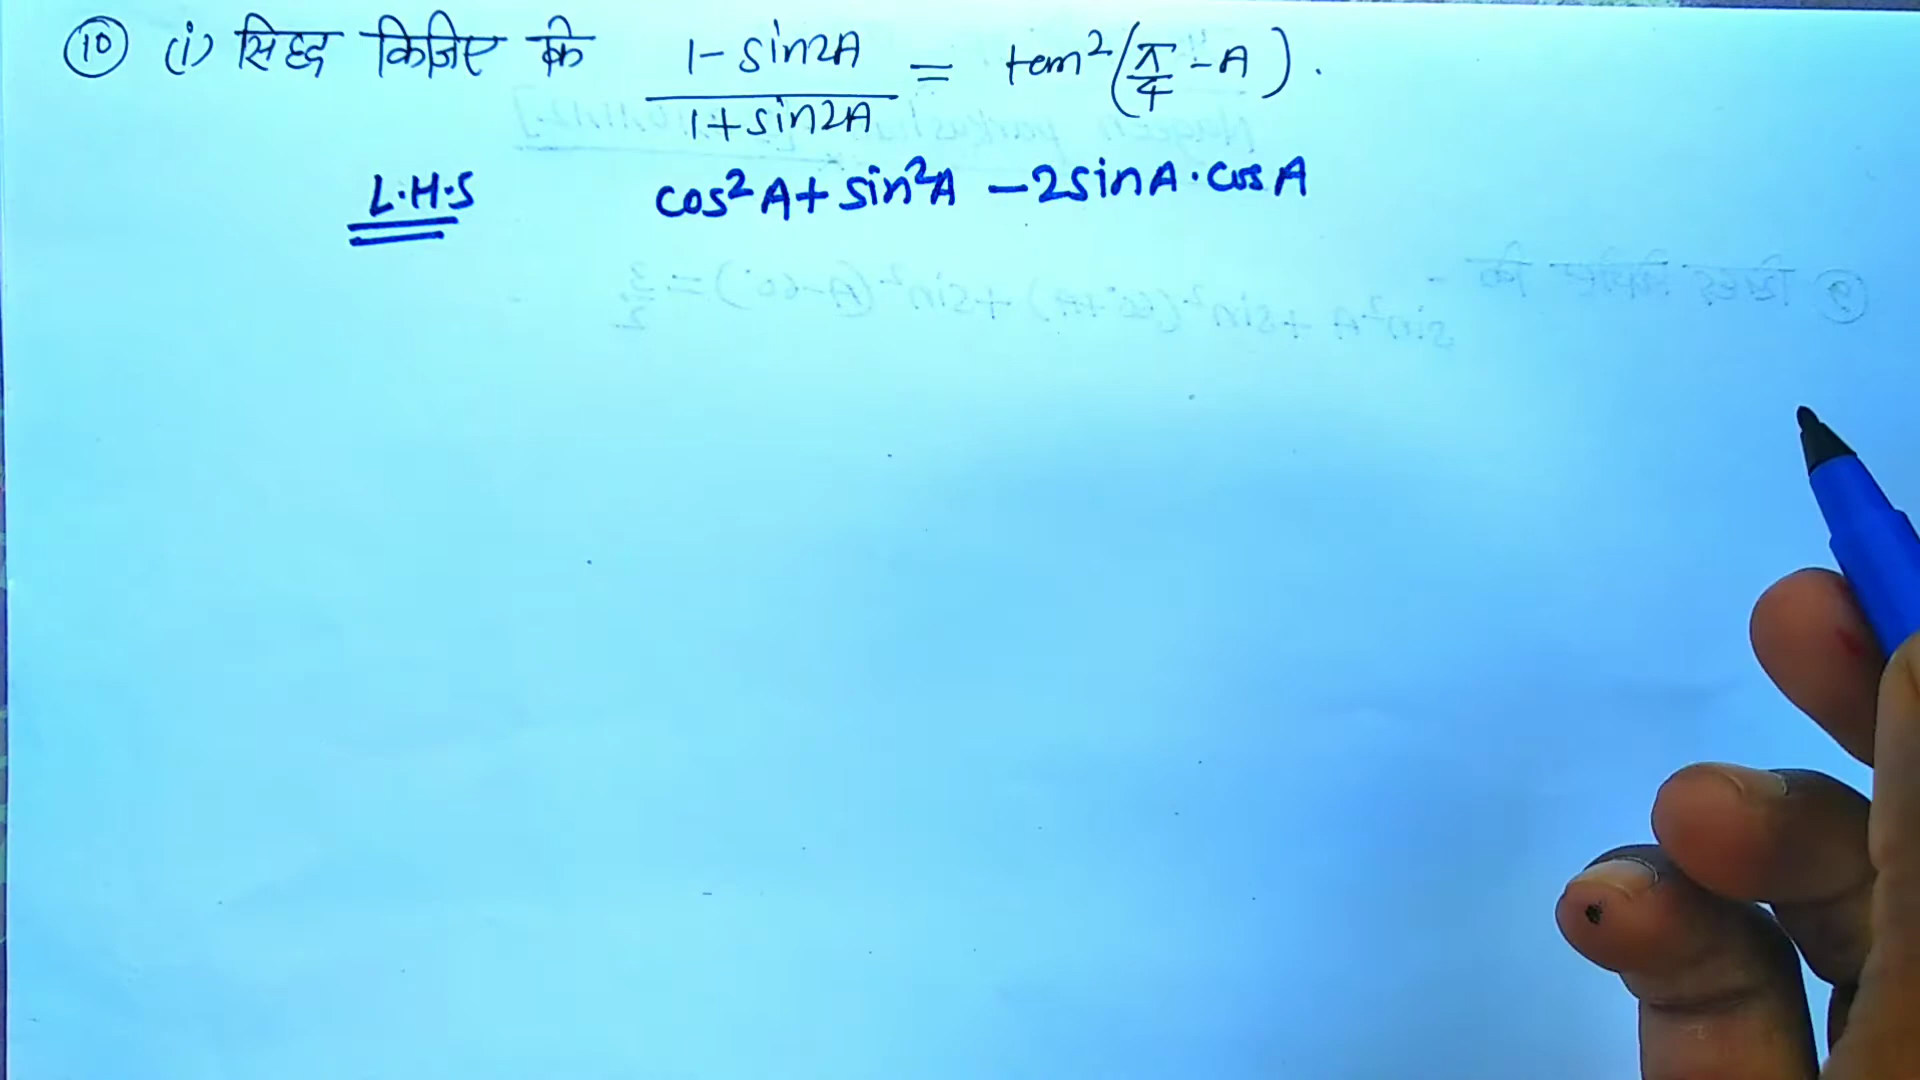 10 (i) सिद्ध किजिए के 1-sin2A / 1+sin2A = tan²(π/4 - A).
L.H.S cos²A + sin²A - 2sinA·cosA